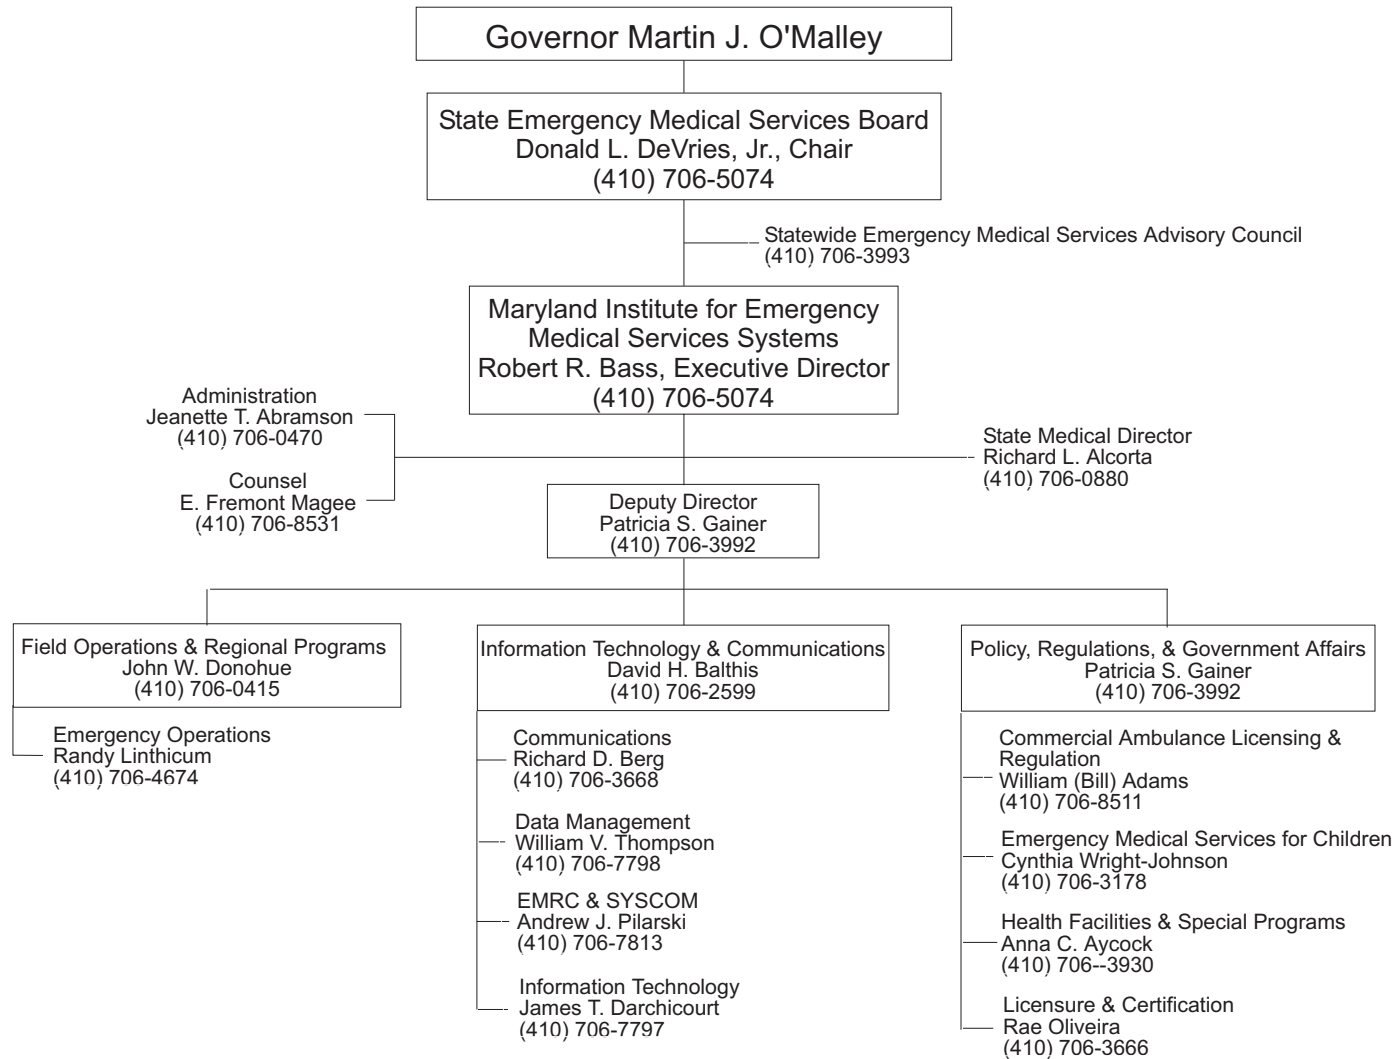 Governor Martin J. O'Malley
State Emergency Medical Services Board
Donald L. DeVries, Jr., Chair
(410) 706-5074
Statewide Emergency Medical Services Advisory Council
(410) 706-3993
Maryland Institute for Emergency
Medical Services Systems
Robert R. Bass, Executive Director
(410) 706-5074
Administration
Jeanette T. Abramson
(410) 706-0470
Counsel
E. Fremont Magee
(410) 706-8531
State Medical Director
Richard L. Alcorta
(410) 706-0880
Deputy Director
Patricia S. Gainer
(410) 706-3992
Field Operations & Regional Programs
John W. Donohue
(410) 706-0415
Emergency Operations
Randy Linthicum
(410) 706-4674
Information Technology & Communications
David H. Balthis
(410) 706-2599
Communications
Richard D. Berg
(410) 706-3668
Data Management
William V. Thompson
(410) 706-7798
EMRC & SYSCOM
Andrew J. Pilarski
(410) 706-7813
Information Technology
James T. Darchicourt
(410) 706-7797
Policy, Regulations, & Government Affairs
Patricia S. Gainer
(410) 706-3992
Commercial Ambulance Licensing &
Regulation
William (Bill) Adams
(410) 706-8511
Emergency Medical Services for Children
Cynthia Wright-Johnson
(410) 706-3178
Health Facilities & Special Programs
Anna C. Aycock
(410) 706--3930
Licensure & Certification
Rae Oliveira
(410) 706-3666